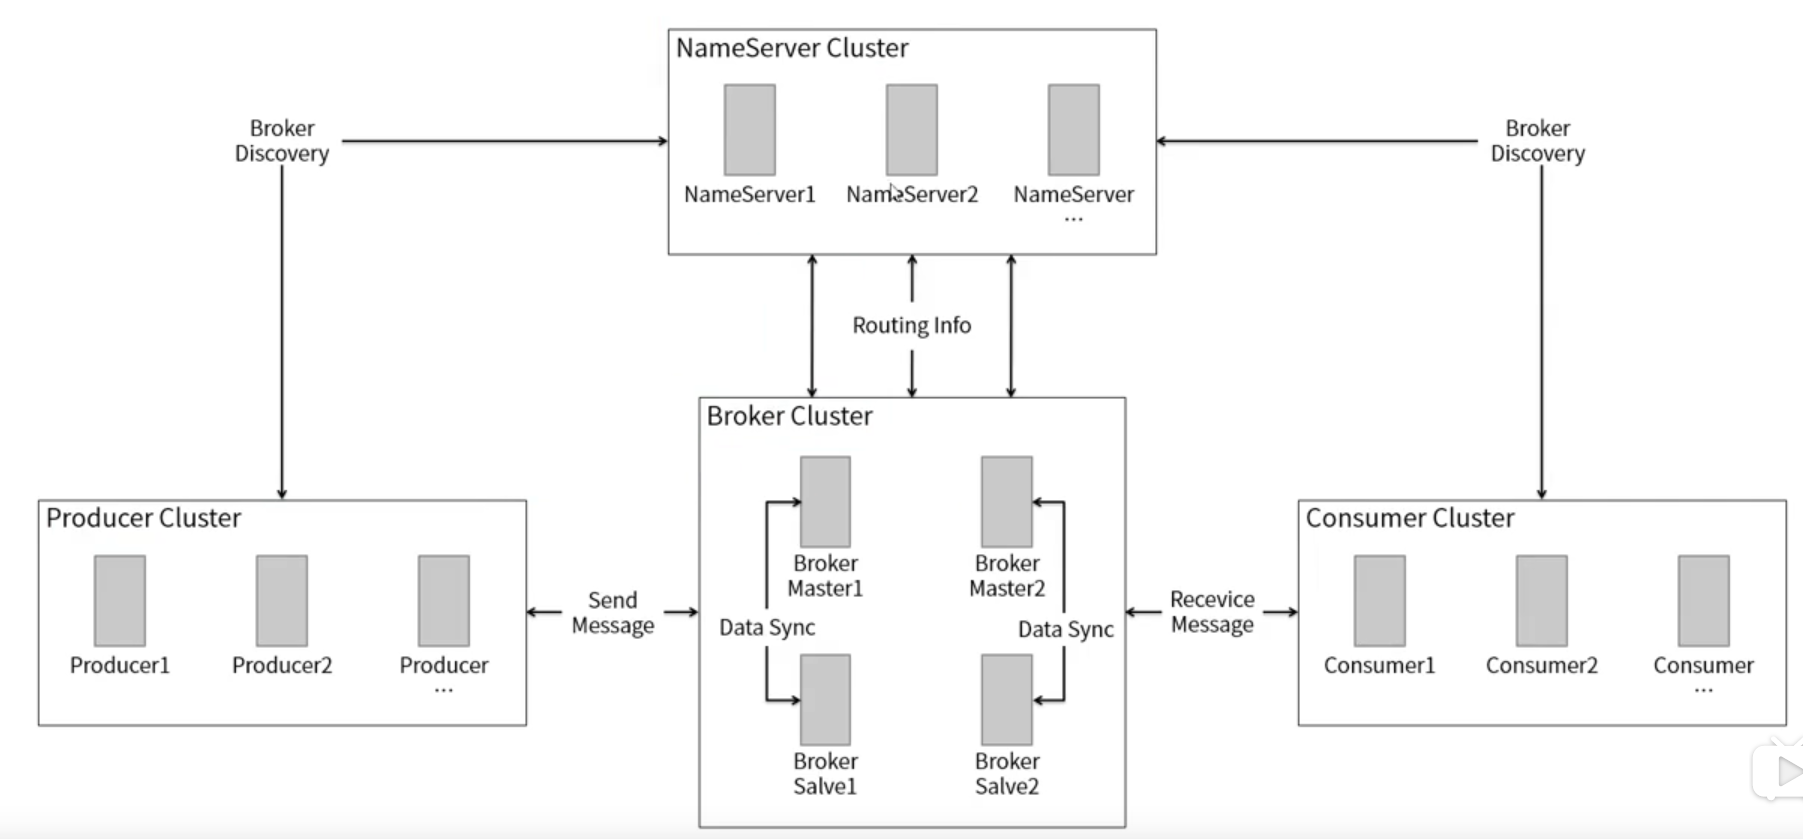 NameServer Cluster
NameServer1
NameServer2
NameServer
...
Broker
Discovery
Broker
Discovery
Routing Info
Broker Cluster
Broker
Master1
Broker
Master2
Data Sync
Data Sync
Broker
Salve1
Broker
Salve2
Producer Cluster
Producer1
Producer2
Producer
...
Send
Message
Recevice
Message
Consumer Cluster
Consumer1
Consumer2
Consumer
...